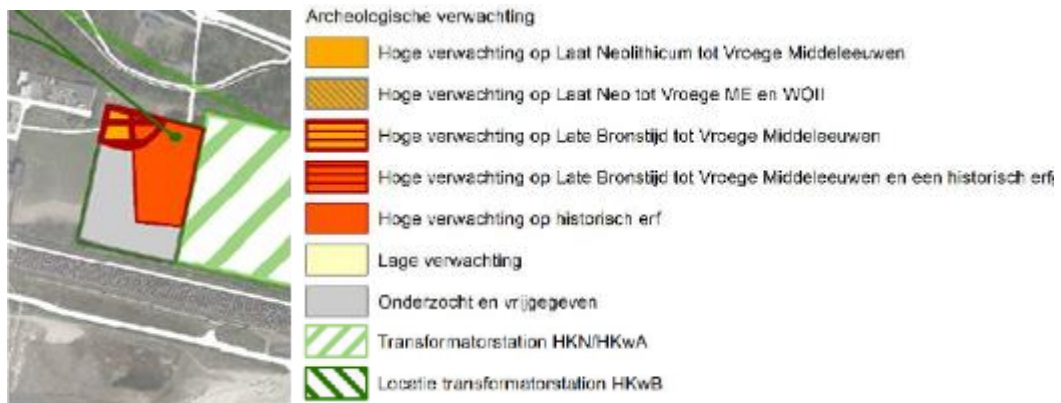 Archeologische verwachting
Hoge verwachting op Laat Neolithicum tot Vroege Middeleeuwen
Hoge verwachting op Laat Neo tot Vroege ME en WOII
Hoge verwachting op Late Bronstijd tot Vroege Middeleeuwen
Hoge verwachting op Late Bronstijd tot Vroege Middeleeuwen en een historisch erf
Hoge verwachting op historisch erf
Lage verwachting
Onderzocht en vrijgegeven
Transformatorstation HKN/HKwA
Locatie transformatorstation HKwB